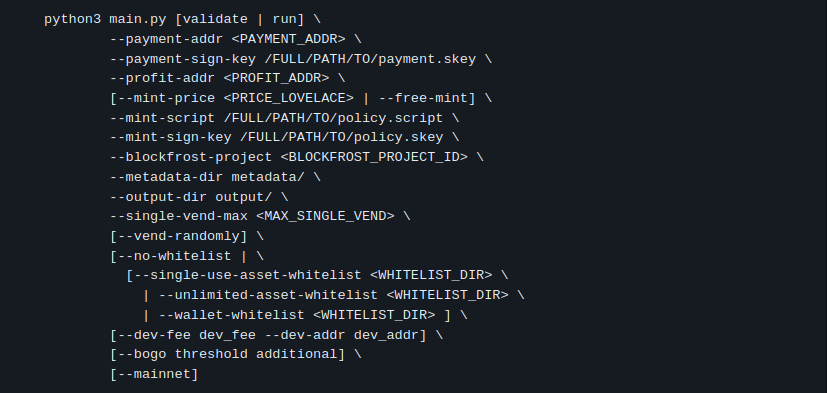 python3 main.py [validate | run] \
--payment-addr <PAYMENT_ADDR> \
--payment-sign-key /FULL/PATH/TO/payment.skey \
--profit-addr <PROFIT_ADDR> \
[--mint-price <PRICE_LOVELACE> | --free-mint] \
--mint-script /FULL/PATH/TO/policy.script \
--mint-sign-key /FULL/PATH/TO/policy.skey \
--blockfrost-project <BLOCKFROST_PROJECT_ID> \
--metadata-dir metadata/ \
--output-dir output/ \
--single-vend-max <MAX_SINGLE_VEND> \
[--vend-randomly] \
[--no-whitelist | \
[--single-use-asset-whitelist <WHITELIST_DIR> \
| --unlimited-asset-whitelist <WHITELIST_DIR> \
| --wallet-whitelist <WHITELIST_DIR> ] \
[--dev-fee dev_fee --dev-addr dev_addr] \
[--bogo threshold additional] \
[--mainnet]